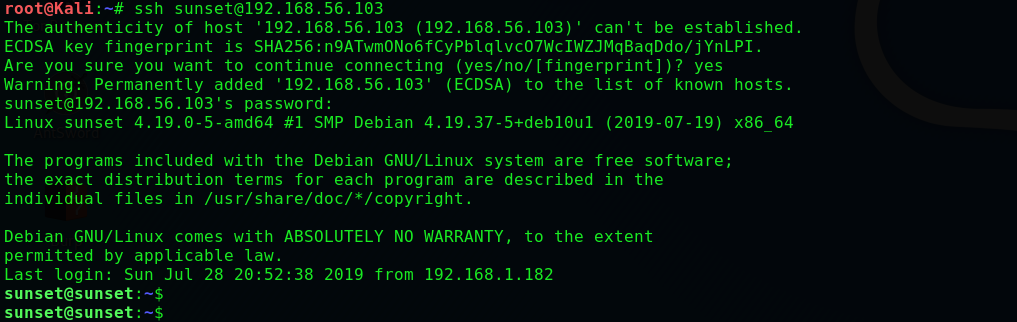 root@Kali:~# ssh sunset@192.168.56.103
The authenticity of host '192.168.56.103 (192.168.56.103)' can't be established.
ECDSA key fingerprint is SHA256:n9ATwmONo6fCyPblqlvcO7WcIWZJMqBaqDdo/jYnLPI.
Are you sure you want to continue connecting (yes/no/[fingerprint])? yes
Warning: Permanently added '192.168.56.103' (ECDSA) to the list of known hosts.
sunset@192.168.56.103's password:
Linux sunset 4.19.0-5-amd64 #1 SMP Debian 4.19.37-5+deb10u1 (2019-07-19) x86_64
The programs included with the Debian GNU/Linux system are free software;
the exact distribution terms for each program are described in the
individual files in /usr/share/doc/*/copyright.
Debian GNU/Linux comes with ABSOLUTELY NO WARRANTY, to the extent
permitted by applicable law.
Last login: Sun Jul 28 20:52:38 2019 from 192.168.1.182
sunset@sunset:~$
sunset@sunset:~$